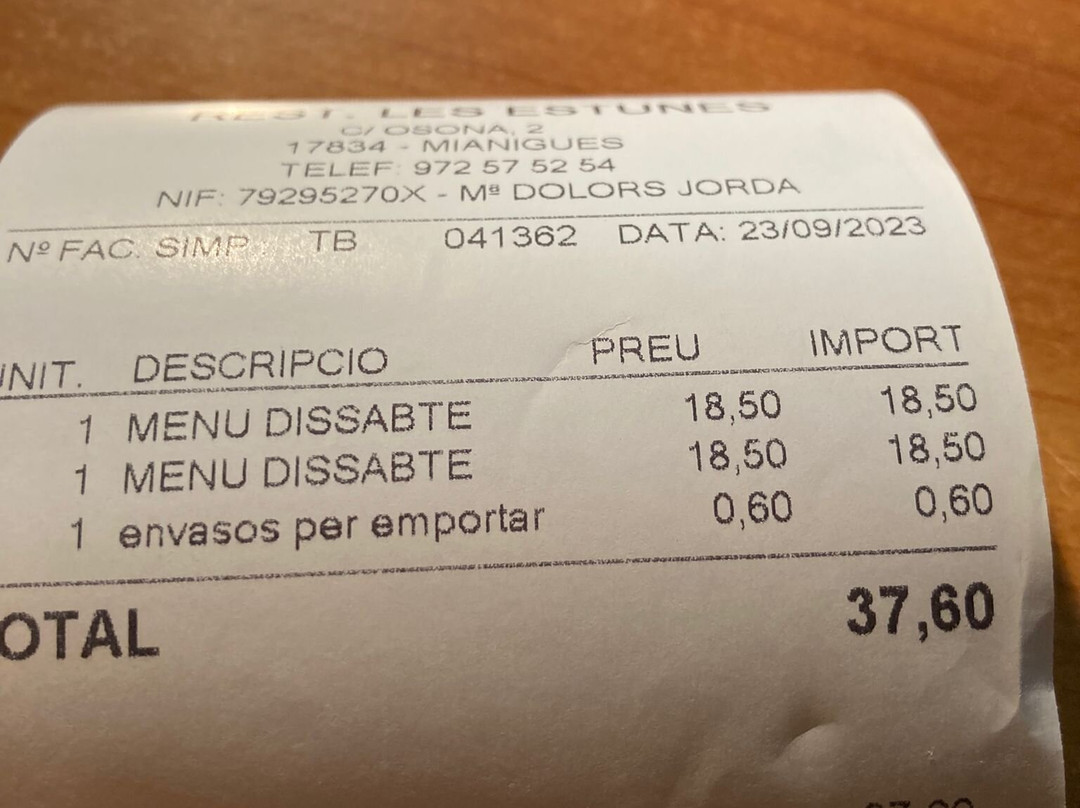 REST. LES ESTUNES
C/ OSONA, 2
17834 - MIANIGUES
TELEF: 972 57 52 54
NIF: 79295270X - Mª DOLORS JORDA
Nº FAC. SIMP. TB 041362 DATA: 23/09/2023
UNIT. DESCRIPCIO PREU IMPORT
1 MENU DISSABTE 18,50 18,50
1 MENU DISSABTE 18,50 18,50
1 envasos per emportar 0,60 0,60
OTAL 37,60